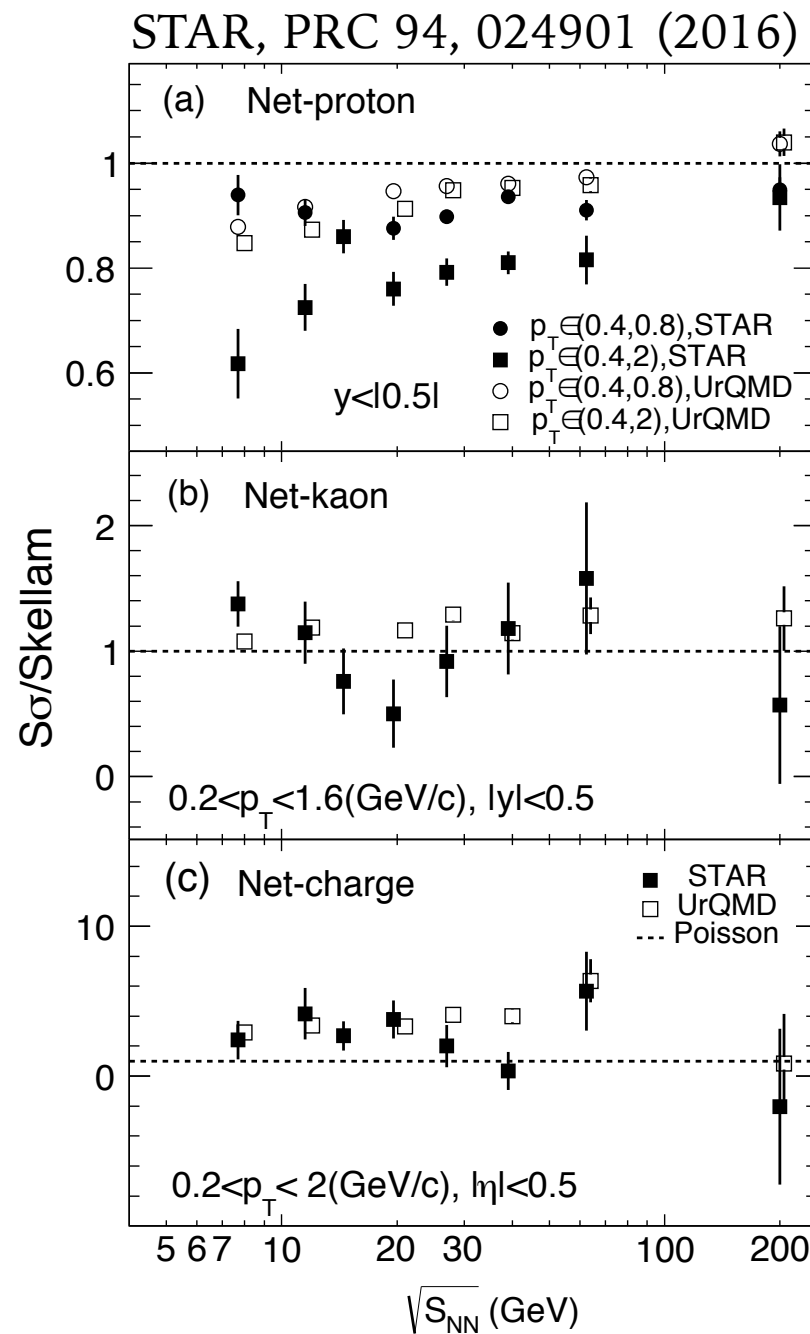 STAR, PRC 94, 024901 (2016)
(a) Net-proton
1
0.8
0.6
p_T∈(0.4,0.8),STAR
p_T∈(0.4,2),STAR
p_T∈(0.4,0.8),UrQMD
p_T∈(0.4,2),UrQMD
y<|0.5|
(b) Net-kaon
2
1
0
0.2<p_T<1.6(GeV/c), |y|<0.5
Sσ/Skellam
(c) Net-charge
STAR
UrQMD
Poisson
10
0
0.2<p_T< 2(GeV/c), |η|<0.5
5 6 7 10 20 30 100 200
√S_NN (GeV)